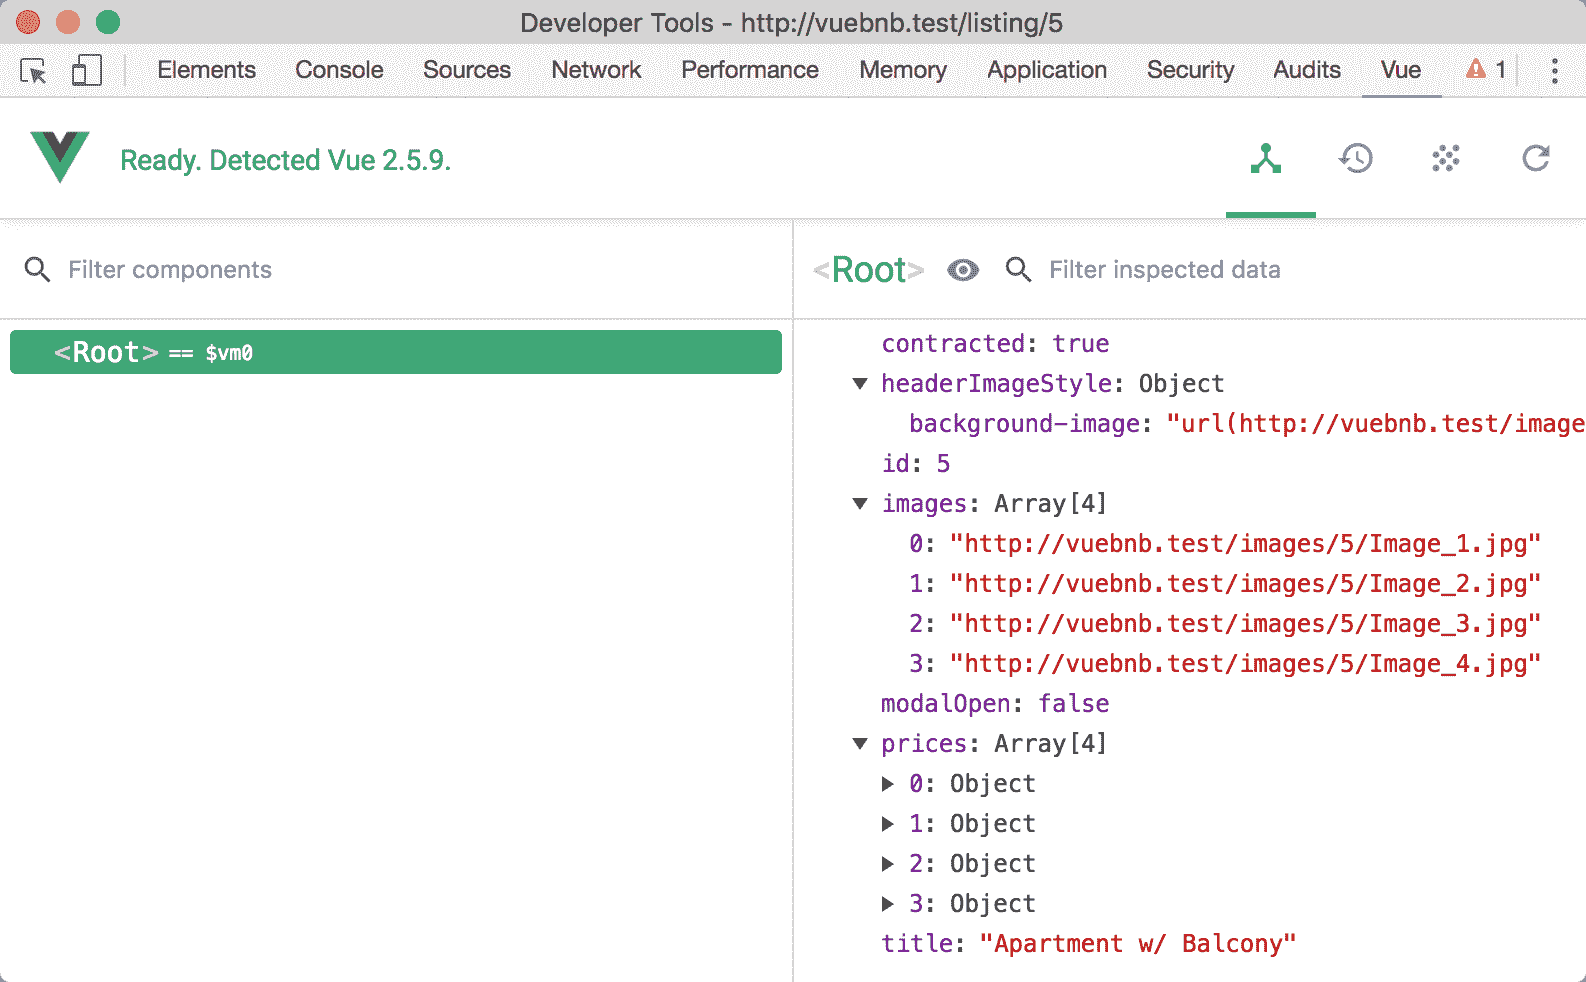 Developer Tools - http://vuebnb.test/listing/5
Elements Console Sources Network Performance Memory Application Security Audits Vue 1
Ready. Detected Vue 2.5.9.
Filter components
<Root> Filter inspected data
<Root> == $vm0
contracted: true
headerImageStyle: Object
background-image: "url(http://vuebnb.test/image
id: 5
images: Array[4]
0: "http://vuebnb.test/images/5/Image_1.jpg"
1: "http://vuebnb.test/images/5/Image_2.jpg"
2: "http://vuebnb.test/images/5/Image_3.jpg"
3: "http://vuebnb.test/images/5/Image_4.jpg"
modalOpen: false
prices: Array[4]
0: Object
1: Object
2: Object
3: Object
title: "Apartment w/ Balcony"